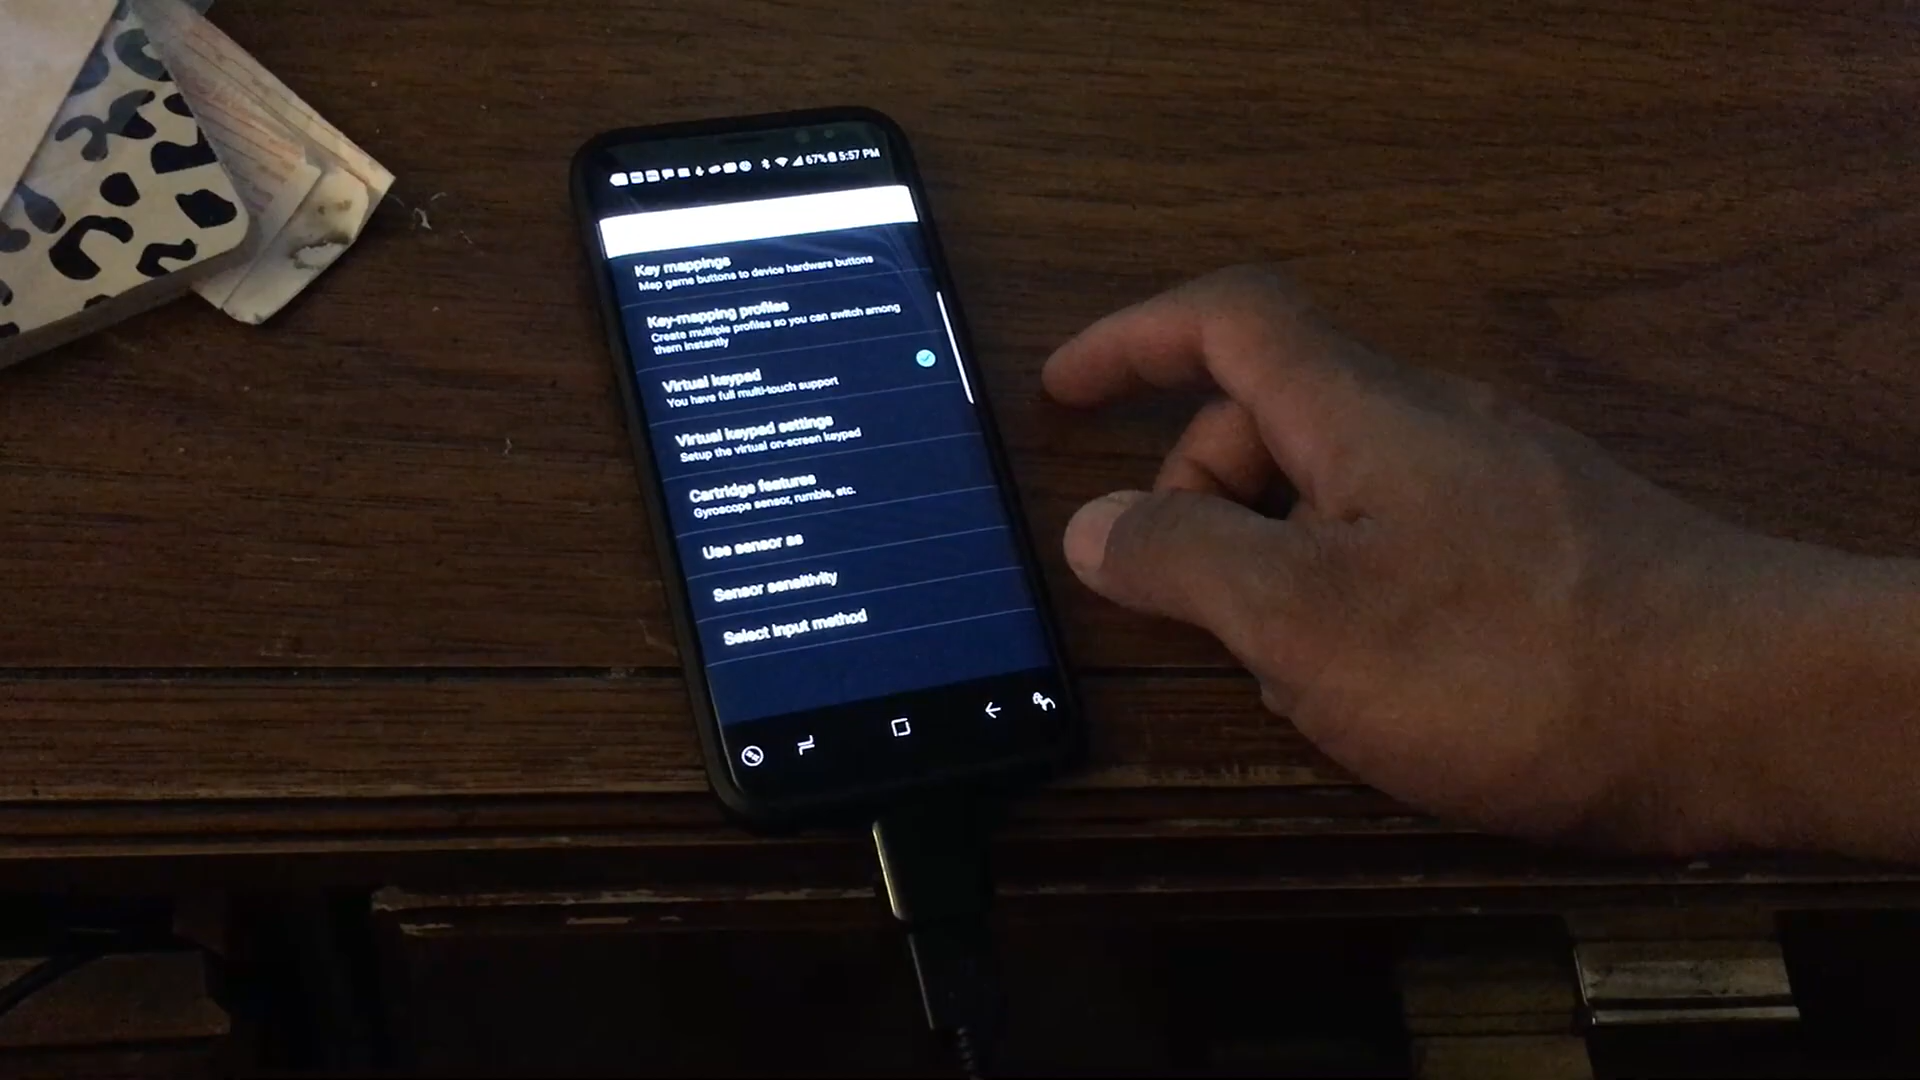 67% 5:57 PM
Key mappings
Map game buttons to device hardware buttons
Key-mapping profiles
Create multiple profiles so you can switch among
them instantly
Virtual keypad
You have full multi-touch support
Virtual keypad settings
Setup the virtual on-screen keypad
Cartridge features
Gyroscope sensor, rumble, etc.
Use sensor as
Sensor sensitivity
Select input method